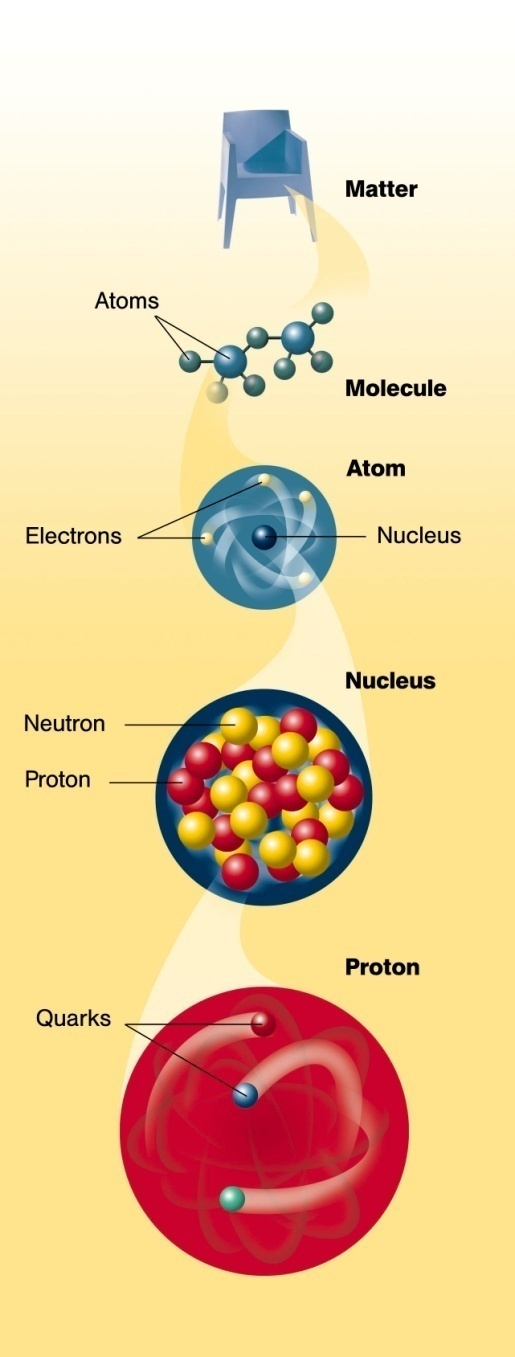 Matter
Atoms
Molecule
Atom
Electrons
Nucleus
Nucleus
Neutron
Proton
Proton
Quarks